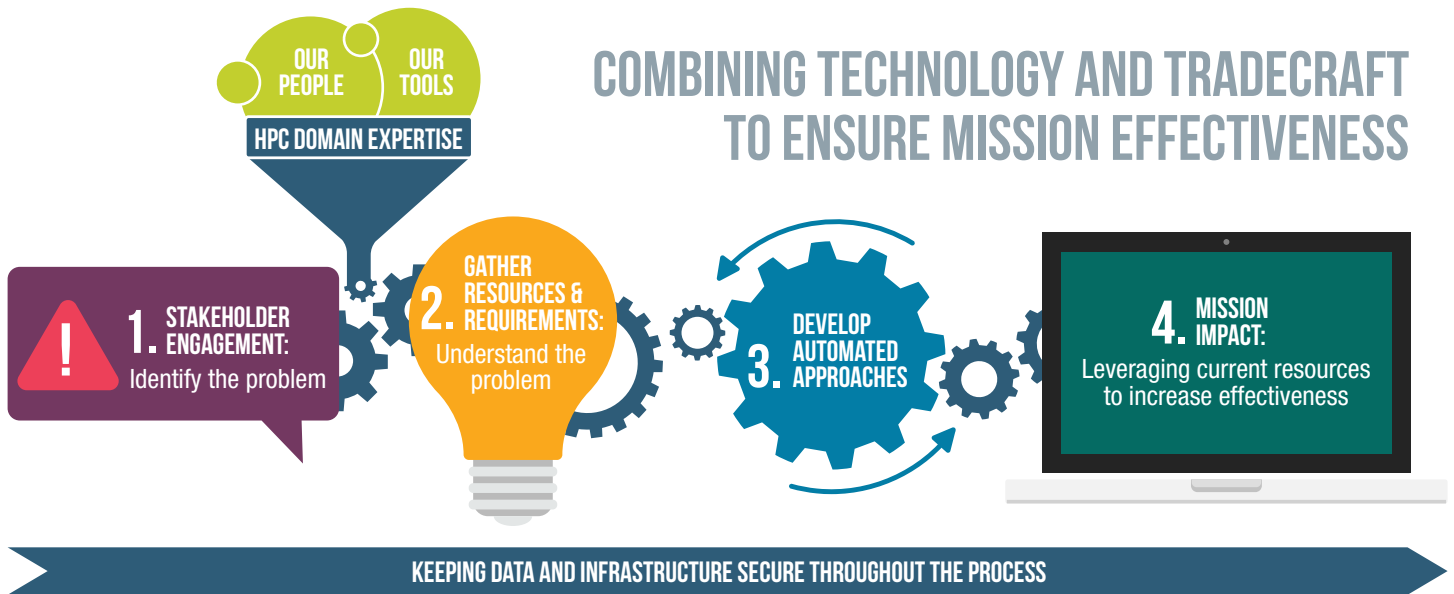 COMBINING TECHNOLOGY AND TRADECRAFT
TO ENSURE MISSION EFFECTIVENESS
OUR
PEOPLE
OUR
TOOLS
HPC DOMAIN EXPERTISE
1. STAKEHOLDER
ENGAGEMENT:
Identify the problem
2. GATHER
RESOURCES &
REQUIREMENTS:
Understand the
problem
3. DEVELOP
AUTOMATED
APPROACHES
4. MISSION
IMPACT:
Leveraging current resources
to increase effectiveness
KEEPING DATA AND INFRASTRUCTURE SECURE THROUGHOUT THE PROCESS